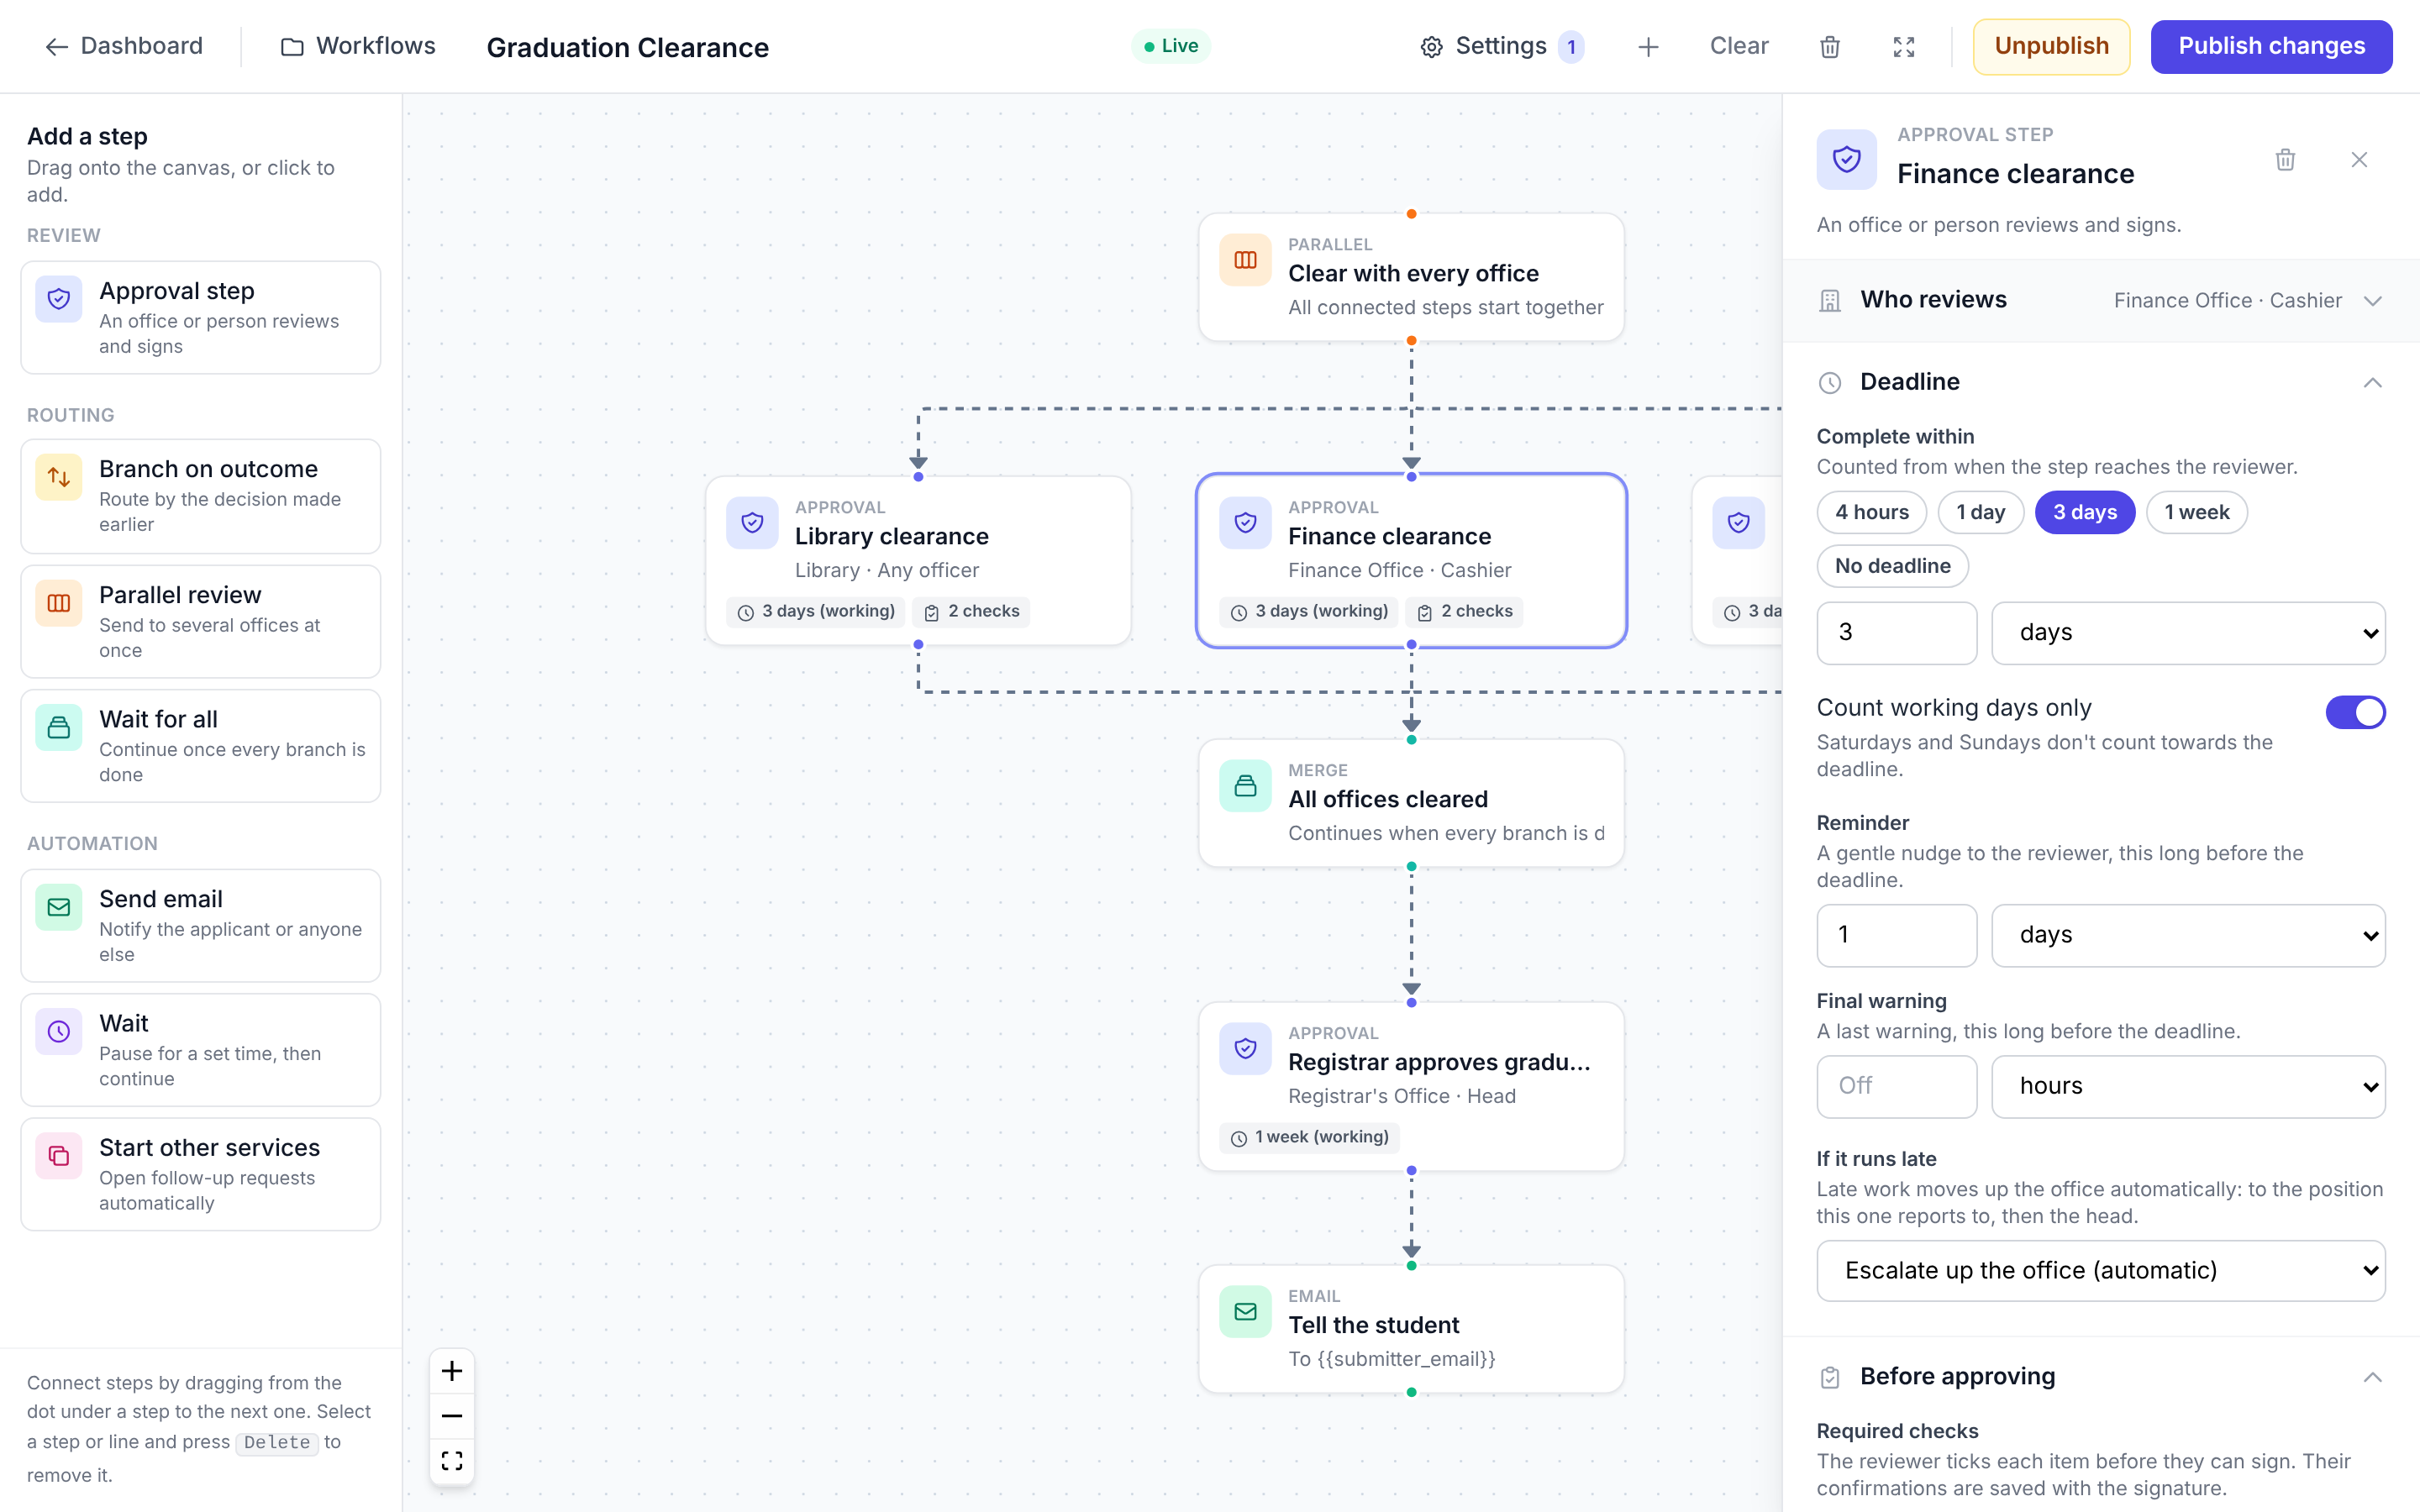 Dashboard
Workflows
Graduation Clearance
Live
Settings 1
Clear
Unpublish
Publish changes
Add a step
Drag onto the canvas, or click to
add.
REVIEW
Approval step
An office or person reviews
and signs
ROUTING
Branch on outcome
Route by the decision made
earlier
Parallel review
Send to several offices at
once
Wait for all
Continue once every branch is
done
AUTOMATION
Send email
Notify the applicant or anyone
else
Wait
Pause for a set time, then
continue
Start other services
Open follow-up requests
automatically
Connect steps by dragging from the
dot under a step to the next one. Select
a step or line and press Delete to
remove it.
PARALLEL
Clear with every office
All connected steps start together
APPROVAL
Library clearance
Library · Any officer
3 days (working)
2 checks
APPROVAL
Finance clearance
Finance Office · Cashier
3 days (working)
2 checks
3 da
MERGE
All offices cleared
Continues when every branch is d
APPROVAL
Registrar approves gradu...
Registrar's Office · Head
1 week (working)
EMAIL
Tell the student
To {{submitter_email}}
APPROVAL STEP
Finance clearance
An office or person reviews and signs.
Who reviews
Finance Office · Cashier
Deadline
Complete within
Counted from when the step reaches the reviewer.
4 hours
1 day
3 days
1 week
No deadline
3
days
Count working days only
Saturdays and Sundays don't count towards the
deadline.
Reminder
A gentle nudge to the reviewer, this long before the
deadline.
1
days
Final warning
A last warning, this long before the deadline.
Off
hours
If it runs late
Late work moves up the office automatically: to the position
this one reports to, then the head.
Escalate up the office (automatic)
Before approving
Required checks
The reviewer ticks each item before they can sign. Their
confirmations are saved with the signature.